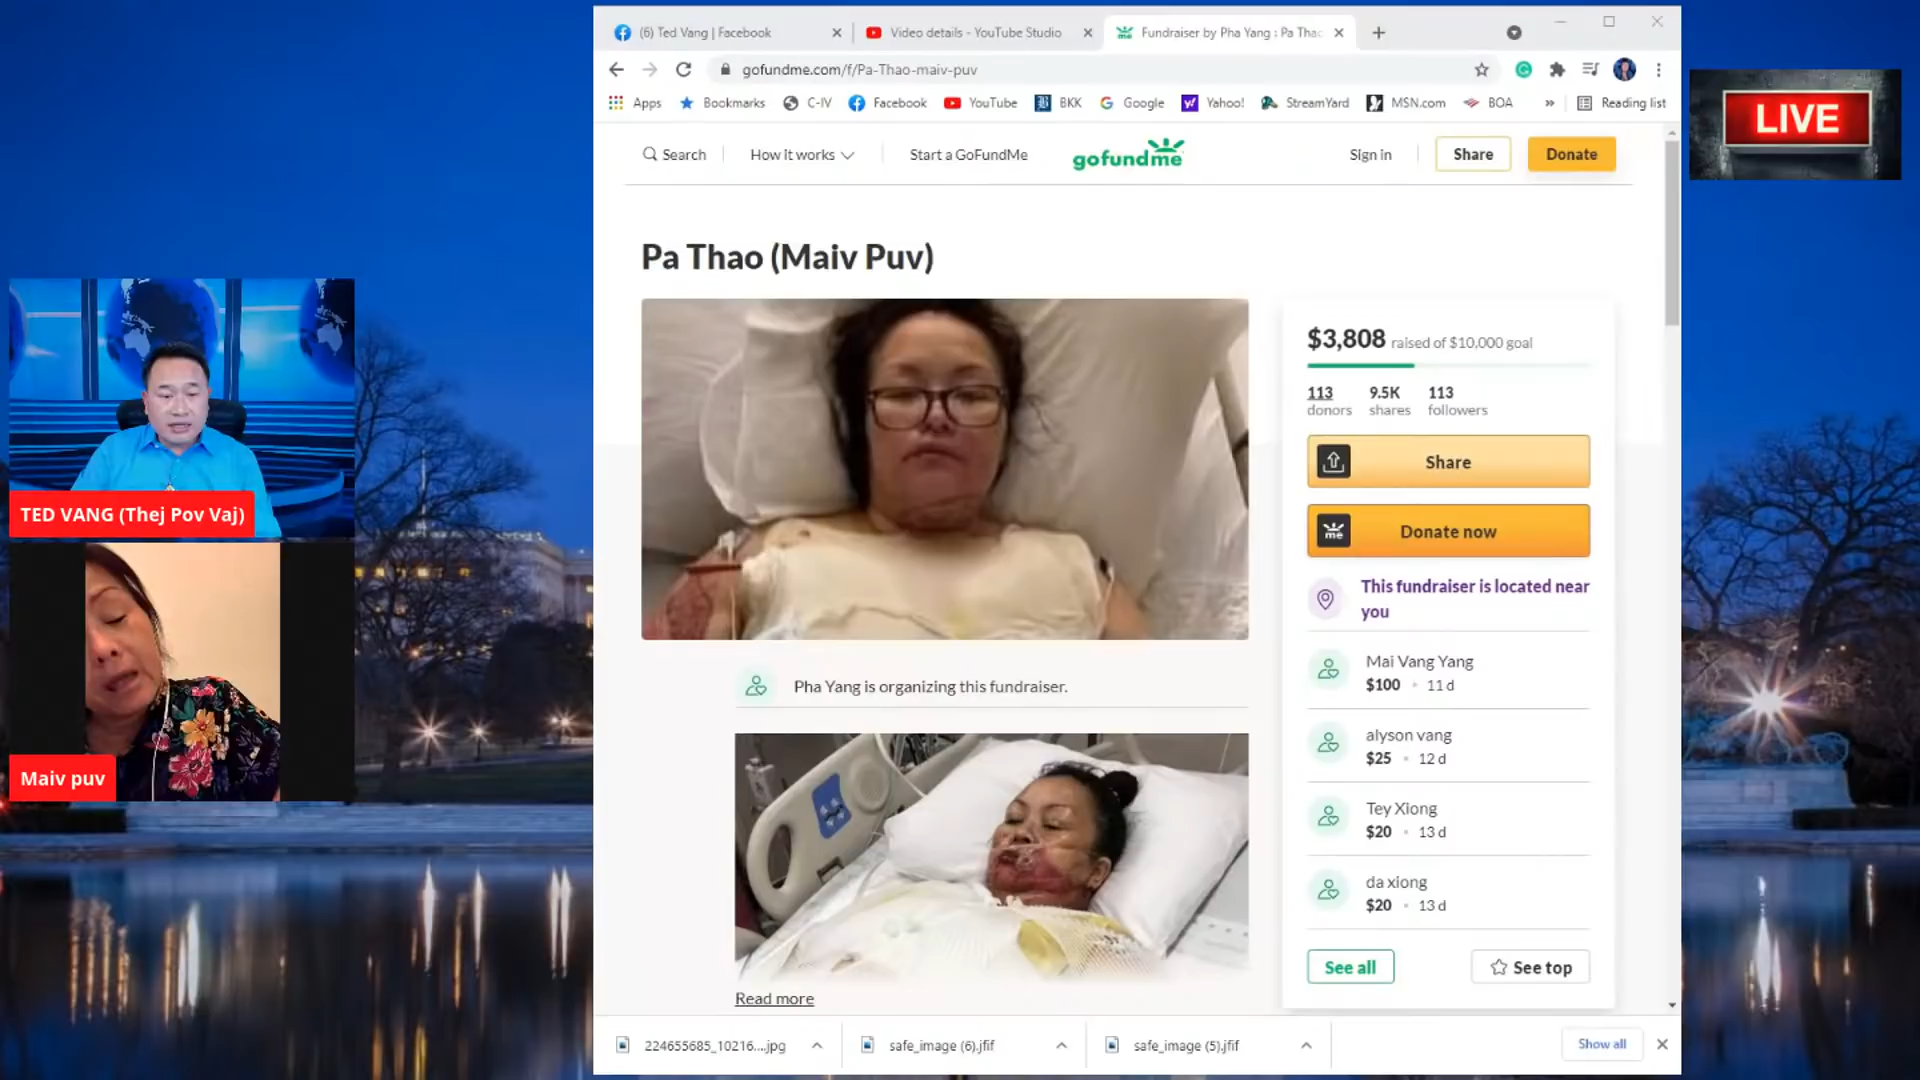 (6) Ted Vang | Facebook
Video details - YouTube Studio
Fundraiser by Pha Yang : Pa Thao
gofundme.com/f/Pa-Thao-maiv-puv
Apps
Bookmarks
C-IV
Facebook
YouTube
BKK
Google
Yahoo!
StreamYard
MSN.com
BOA
»
Reading list
LIVE
Search
How it works
Start a GoFundMe
gofundme
Sign in
Share
Donate
Pa Thao (Maiv Puv)
$3,808 raised of $10,000 goal
113 donors
9.5K shares
113 followers
Share
me
Donate now
This fundraiser is located near
you
Mai Vang Yang
$100 • 11 d
alyson vang
$25 • 12 d
Tey Xiong
$20 • 13 d
da xiong
$20 • 13 d
See all
See top
Pha Yang is organizing this fundraiser.
Read more
TED VANG (Thej Pov Vaj)
Maiv puv
224655685_10216....jpg
safe_image (6).jfif
safe_image (5).jfif
Show all